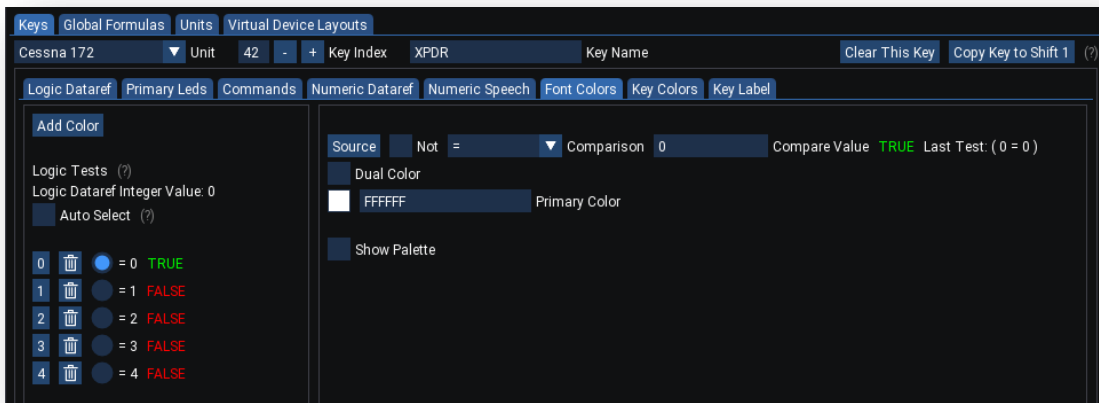 Keys Global Formulas Units Virtual Device Layouts
Cessna 172 Unit 42 - + Key Index XPDR Key Name Clear This Key Copy Key to Shift 1 (?)
Logic Dataref Primary Leds Commands Numeric Dataref Numeric Speech Font Colors Key Colors Key Label
Add Color
Source Not = Comparison 0 Compare Value TRUE Last Test: ( 0 = 0 )
Logic Tests (?)
Dual Color
Logic Dataref Integer Value: 0
FFFFFF Primary Color
Auto Select (?)
Show Palette
0 = 0 TRUE
1 = 1 FALSE
2 = 2 FALSE
3 = 3 FALSE
4 = 4 FALSE